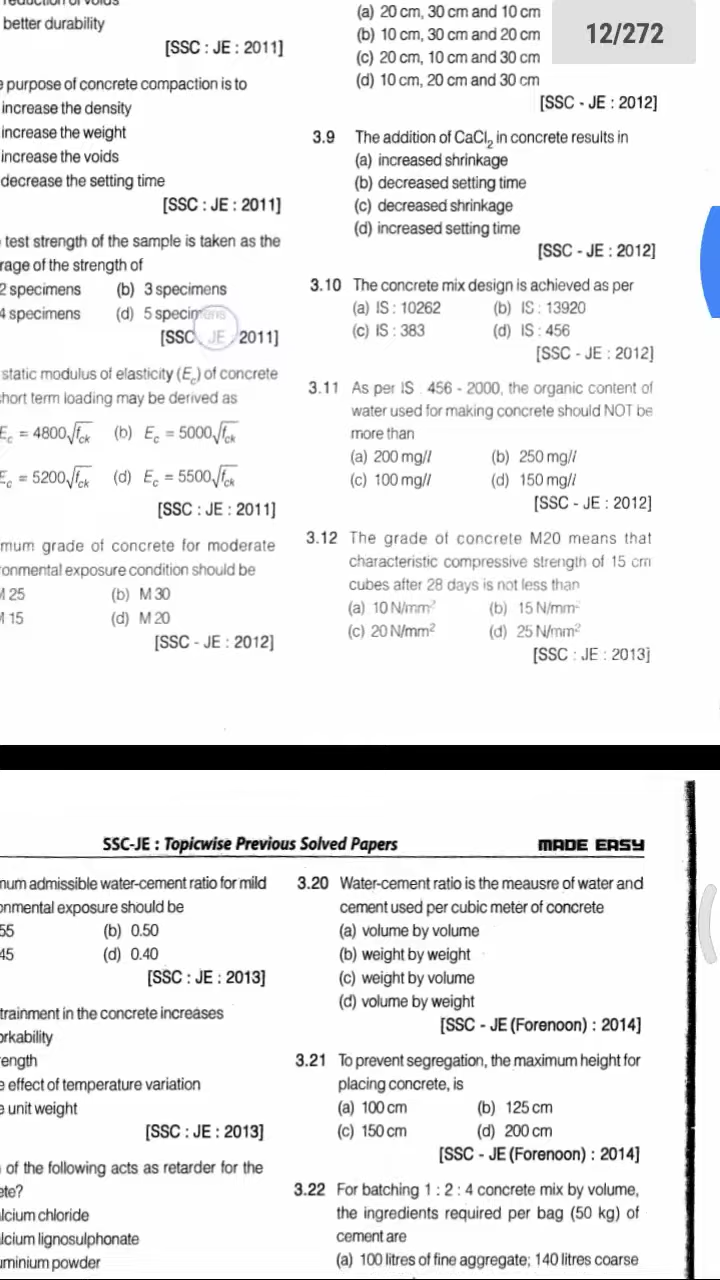 better durability
[SSC : JE : 2011]
purpose of concrete compaction is to
increase the density
increase the weight
increase the voids
decrease the setting time
[SSC : JE : 2011]
test strength of the sample is taken as the
rage of the strength of
2 specimens (b) 3 specimens
4 specimens (d) 5 specimens
[SSC : JE : 2011]
static modulus of elasticity (E_c) of concrete
hort term loading may be derived as
E_c = 4800√f_ck (b) E_c = 5000√f_ck
E_c = 5200√f_ck (d) E_c = 5500√f_ck
[SSC : JE : 2011]
mum grade of concrete for moderate
onmental exposure condition should be
M 25 (b) M 30
M 15 (d) M 20
[SSC - JE : 2012]
(a) 20 cm, 30 cm and 10 cm
(b) 10 cm, 30 cm and 20 cm
(c) 20 cm, 10 cm and 30 cm
(d) 10 cm, 20 cm and 30 cm
[SSC - JE : 2012]
12/272
3.9 The addition of CaCl₂ in concrete results in
(a) increased shrinkage
(b) decreased setting time
(c) decreased shrinkage
(d) increased setting time
[SSC - JE : 2012]
3.10 The concrete mix design is achieved as per
(a) IS : 10262 (b) IS : 13920
(c) IS : 383 (d) IS : 456
[SSC - JE : 2012]
3.11 As per IS 456 - 2000, the organic content of
water used for making concrete should NOT be
more than
(a) 200 mg/l (b) 250 mg/l
(c) 100 mg/l (d) 150 mg/l
[SSC - JE : 2012]
3.12 The grade of concrete M20 means that
characteristic compressive strength of 15 cm
cubes after 28 days is not less than
(a) 10 N/mm² (b) 15 N/mm²
(c) 20 N/mm² (d) 25 N/mm²
[SSC : JE : 2013]
SSC-JE : Topicwise Previous Solved Papers MADE EASY
num admissible water-cement ratio for mild
onmental exposure should be
55 (b) 0.50
45 (d) 0.40
[SSC : JE : 2013]
trainment in the concrete increases
orkability
ength
effect of temperature variation
unit weight
[SSC : JE : 2013]
of the following acts as retarder for the
ete?
lcium chloride
lcium lignosulphonate
uminium powder
3.20 Water-cement ratio is the meausre of water and
cement used per cubic meter of concrete
(a) volume by volume
(b) weight by weight
(c) weight by volume
(d) volume by weight
[SSC - JE (Forenoon) : 2014]
3.21 To prevent segregation, the maximum height for
placing concrete, is
(a) 100 cm (b) 125 cm
(c) 150 cm (d) 200 cm
[SSC - JE (Forenoon) : 2014]
3.22 For batching 1 : 2 : 4 concrete mix by volume,
the ingredients required per bag (50 kg) of
cement are
(a) 100 litres of fine aggregate; 140 litres coarse